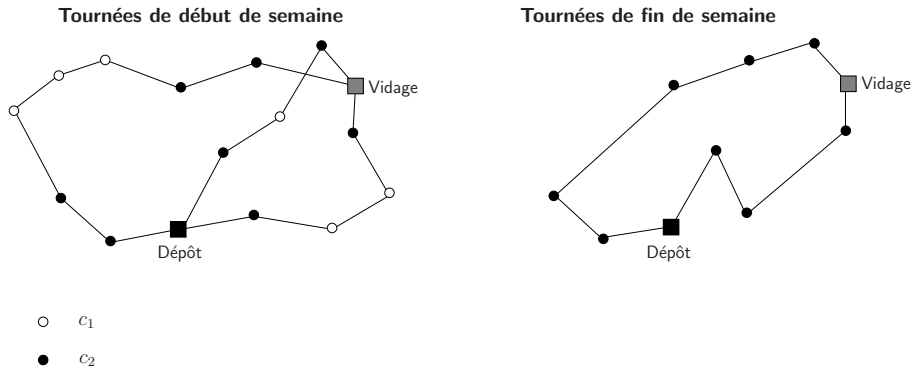 Tournées de début de semaine
Tournées de fin de semaine
Vidage
Vidage
Dépôt
Dépôt
c₁
c₂